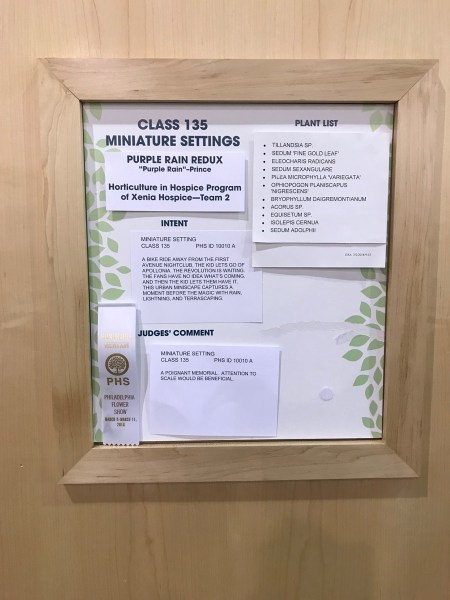 CLASS 135
MINIATURE SETTINGS
PURPLE RAIN REDUX
"Purple Rain"-Prince
Horticulture in Hospice Program
of Xenia Hospice—Team 2
INTENT
MINIATURE SETTING
CLASS 135 PHS ID 10010 A
A BIKE RIDE AWAY FROM THE FIRST
AVENUE NIGHTCLUB, THE KID LETS GO OF
APOLLONIA. THE REVOLUTION IS WAITING.
THE FANS HAVE NO IDEA WHAT'S COMING.
AND THEN THE KID LETS THEM HAVE IT.
THIS URBAN MINISCAPE CAPTURES A
MOMENT BEFORE THE MAGIC WITH RAIN,
LIGHTNING, AND TERRASCAPING.
JUDGES' COMMENT
MINIATURE SETTING
CLASS 135 PHS ID 10010 A
A POIGNANT MEMORIAL. ATTENTION TO
SCALE WOULD BE BENEFICAL.
PLANT LIST
• TILLANDSIA SP.
• SEDUM 'FINE GOLD LEAF'
• ELEOCHARIS RADICANS
• SEDUM SEXANGULARE
• PILEA MICROPHYLLA 'VARIEGATA'
• OPHIOPOGON PLANISCAPUS
'NIGRESCENS'
• BRYOPHYLLUM DAIGREMONTIANUM
• ACORUS SP.
• EQUISETUM SP.
• ISOLEPIS CERNUA
• SEDUM ADOLPHII
PHS
PHILADELPHIA
FLOWER
SHOW